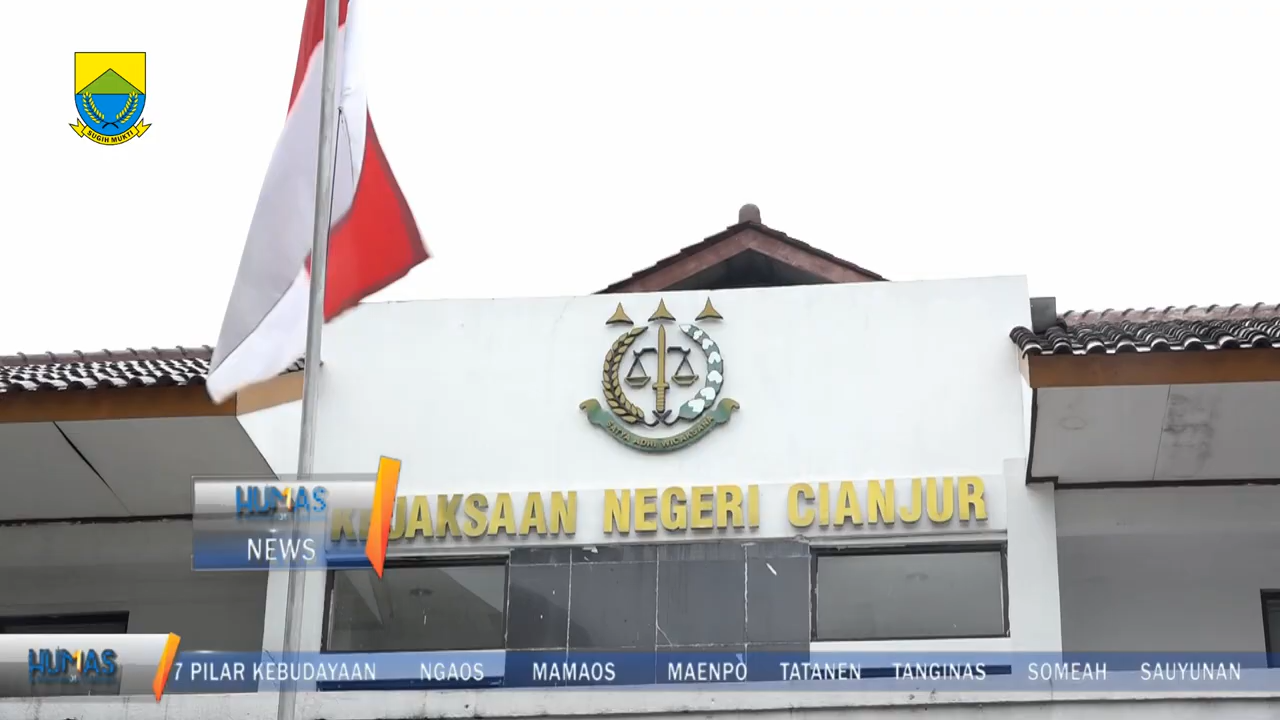 SUGIH MUKTI
SATYA ADHI WICAKSANA
KEJAKSAAN NEGERI CIANJUR
HUMAS
NEWS
HUMAS
7 PILAR KEBUDAYAAN NGAOS MAMAOS MAENPO TATANEN TANGINAS SOMEAH SAUYUNAN